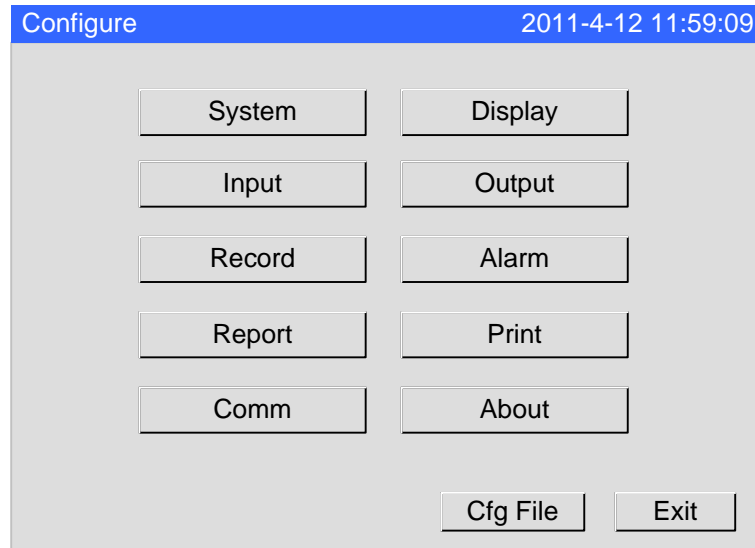 Configure 2011-4-12 11:59:09
System Display
Input Output
Record Alarm
Report Print
Comm About
Cfg File Exit